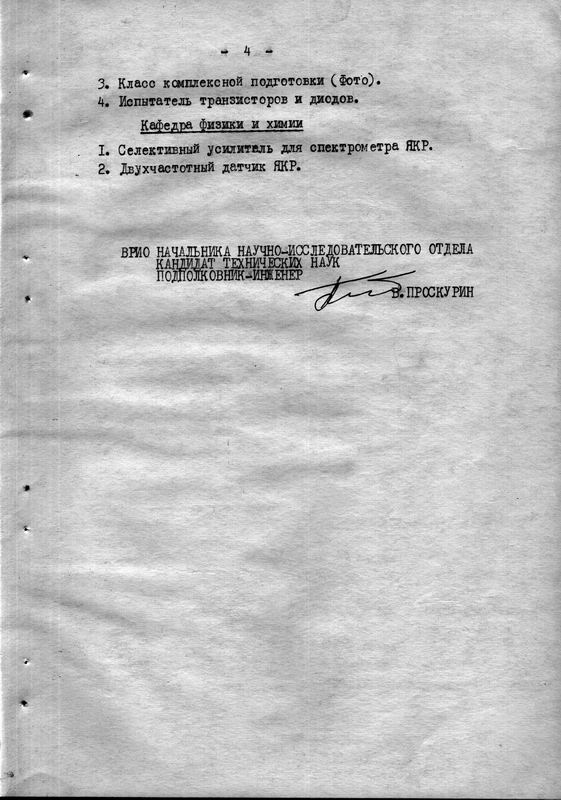 - 4 -
3. Класс комплексной подготовки (Фото).
4. Испытатель транзисторов и диодов.
Кафедра физики и химии
1. Селективный усилитель для спектрометра ЯКР.
2. Двухчастотный датчик ЯКР.
ВРИО НАЧАЛЬНИКА НАУЧНО-ИССЛЕДОВАТЕЛЬСКОГО ОТДЕЛА
КАНДИДАТ ТЕХНИЧЕСКИХ НАУК
ПОДПОЛКОВНИК-ИНЖЕНЕР
В.ПРОСКУРИН